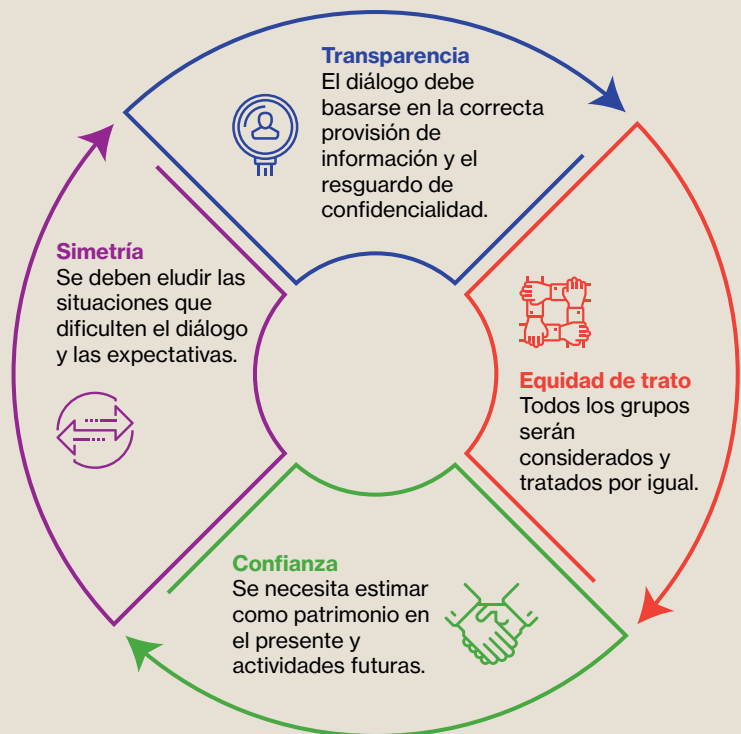 Transparencia
El diálogo debe
basarse en la correcta
provisión de
información y el
resguardo de
confidencialidad.
Equidad de trato
Todos los grupos
serán
considerados y
tratados por igual.
Confianza
Se necesita estimar
como patrimonio en
el presente y
actividades futuras.
Simetría
Se deben eludir las
situaciones que
dificulten el diálogo
y las expectativas.